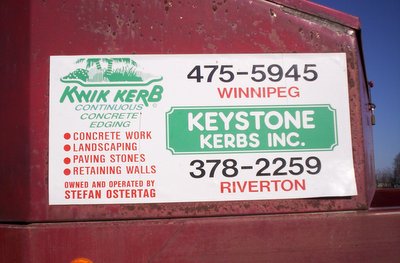 KWIK KERB
CONTINUOUS
CONCRETE
EDGING
CONCRETE WORK
LANDSCAPING
PAVING STONES
RETAINING WALLS
OWNED AND OPERATED BY
STEFAN OSTERTAG
475-5945
WINNIPEG
KEYSTONE
KERBS INC.
378-2259
RIVERTON